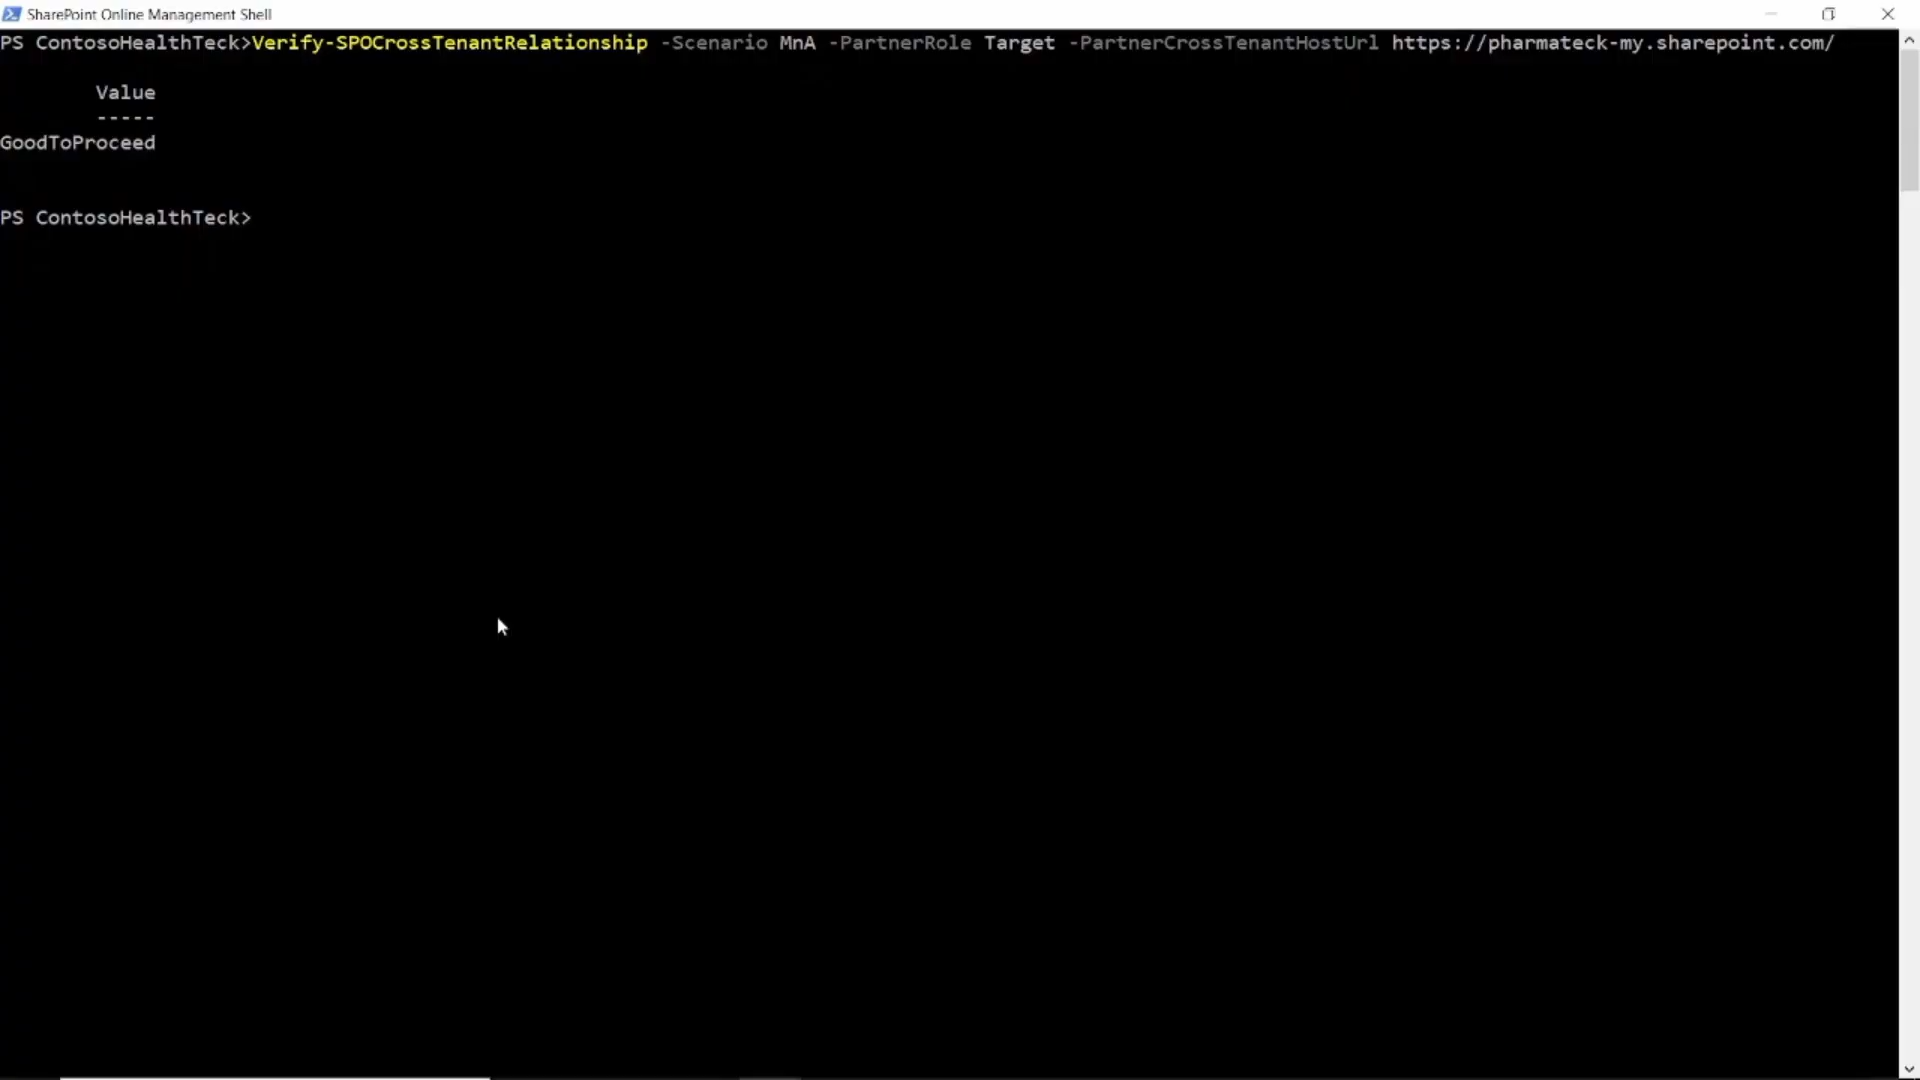 SharePoint Online Management Shell
PS ContosoHealthTeck>Verify-SPOCrossTenantRelationship -Scenario MnA -PartnerRole Target -PartnerCrossTenantHostUrl https://pharmateck-my.sharepoint.com/
Value
-----
GoodToProceed
PS ContosoHealthTeck>